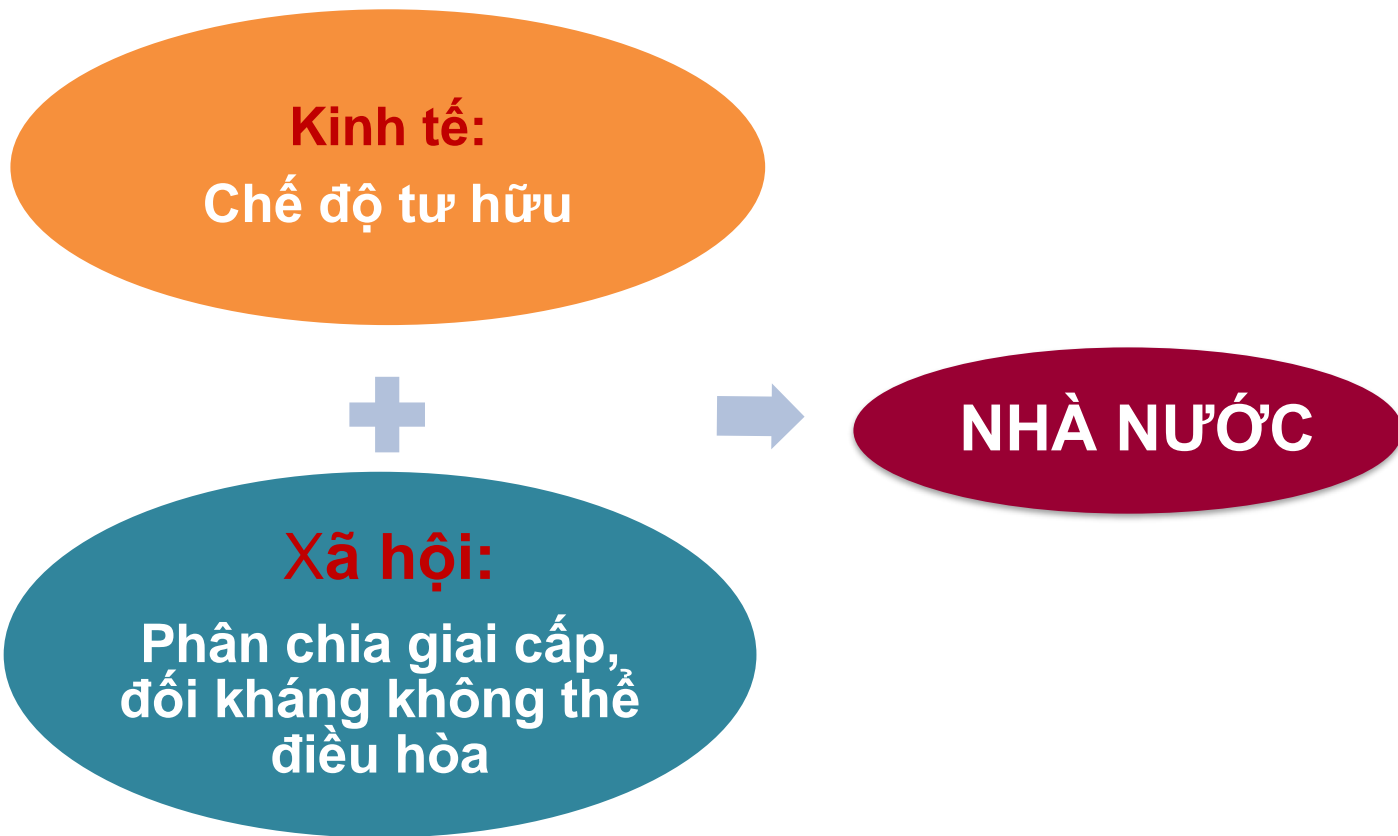 Kinh tế:
Chế độ tư hữu
NHÀ NƯỚC
Xã hội:
Phân chia giai cấp,
đối kháng không thể
điều hòa